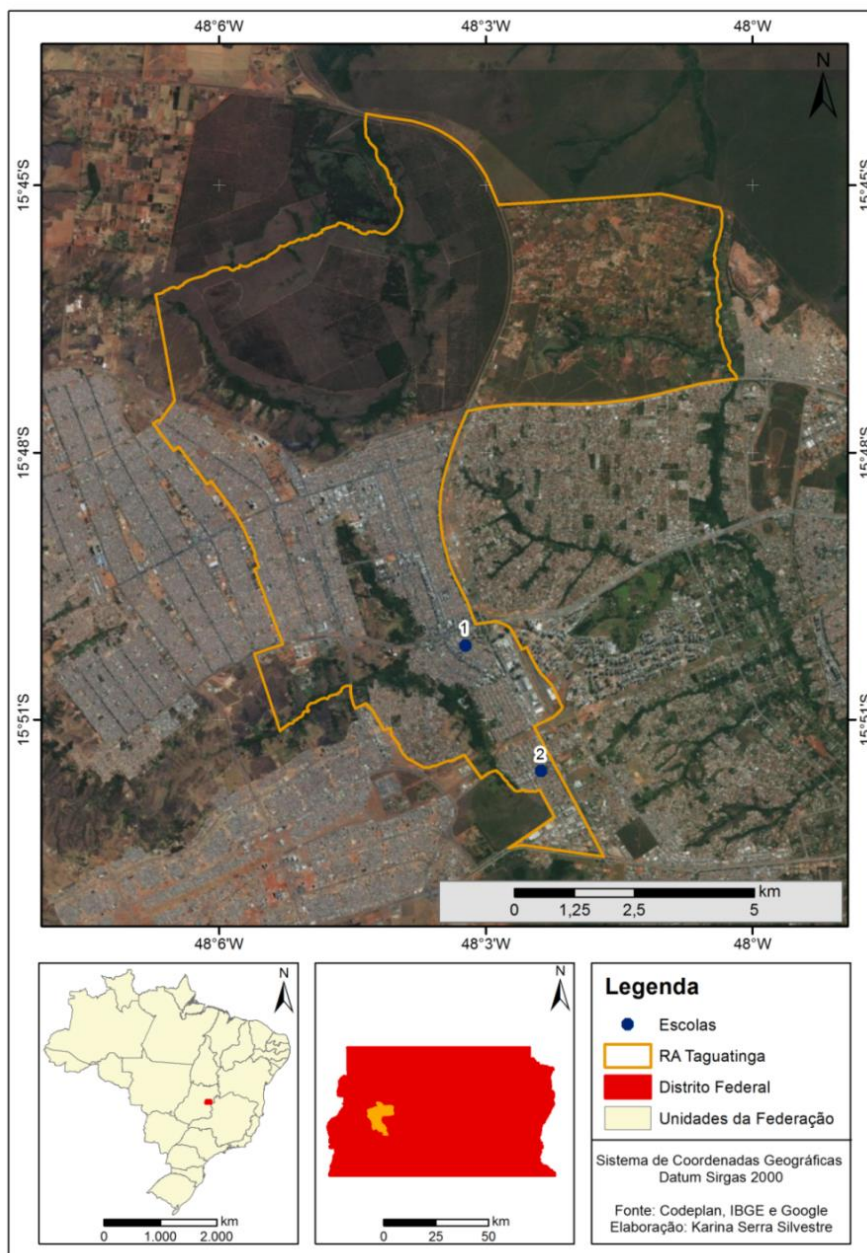 48°6'W 48°3'W 48°0'W
N
15°45'S 15°45'S
15°48'S 15°48'S
1
15°51'S 15°51'S
2
km
0 1,25 2,5 5
48°6'W 48°3'W 48°0'W
N
km
0 1.000 2.000
N
km
0 25 50
Legenda
Escolas
RA Taguatinga
Distrito Federal
Unidades da Federação
Sistema de Coordenadas Geográficas
Datum Sirgas 2000
Fonte: Codeplan, IBGE e Google
Elaboração: Karina Serra Silvestre